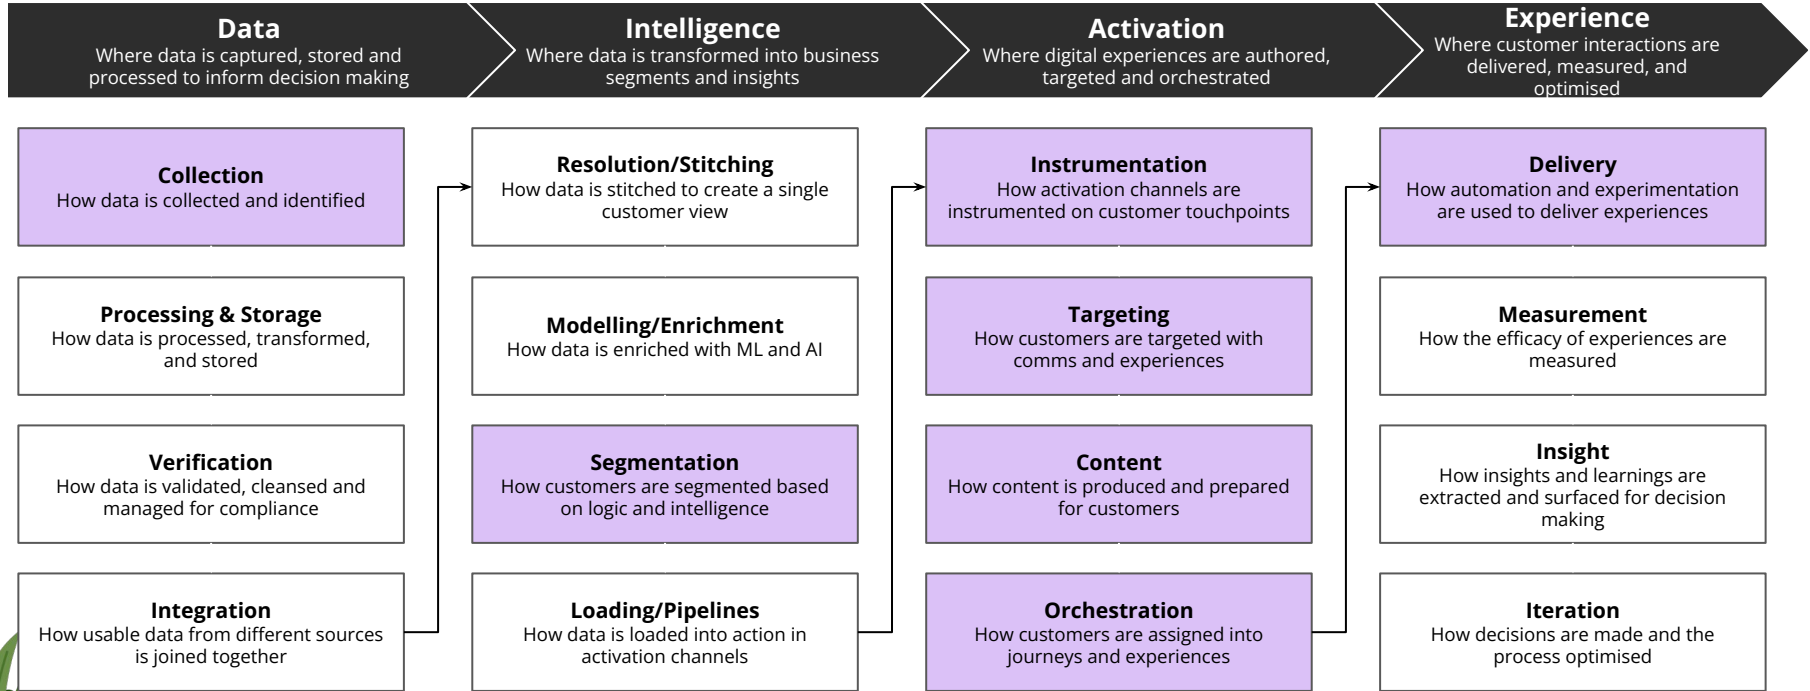 Data
Where data is captured, stored and
processed to inform decision making
Intelligence
Where data is transformed into business
segments and insights
Activation
Where digital experiences are authored,
targeted and orchestrated
Experience
Where customer interactions are
delivered, measured, and
optimised
Collection
How data is collected and identified
Processing & Storage
How data is processed, transformed,
and stored
Verification
How data is validated, cleansed and
managed for compliance
Integration
How usable data from different sources
is joined together
Resolution/Stitching
How data is stitched to create a single
customer view
Modelling/Enrichment
How data is enriched with ML and AI
Segmentation
How customers are segmented based
on logic and intelligence
Loading/Pipelines
How data is loaded into action in
activation channels
Instrumentation
How activation channels are
instrumented on customer touchpoints
Targeting
How customers are targeted with
comms and experiences
Content
How content is produced and prepared
for customers
Orchestration
How customers are assigned into
journeys and experiences
Delivery
How automation and experimentation
are used to deliver experiences
Measurement
How the efficacy of experiences are
measured
Insight
How insights and learnings are
extracted and surfaced for decision
making
Iteration
How decisions are made and the
process optimised